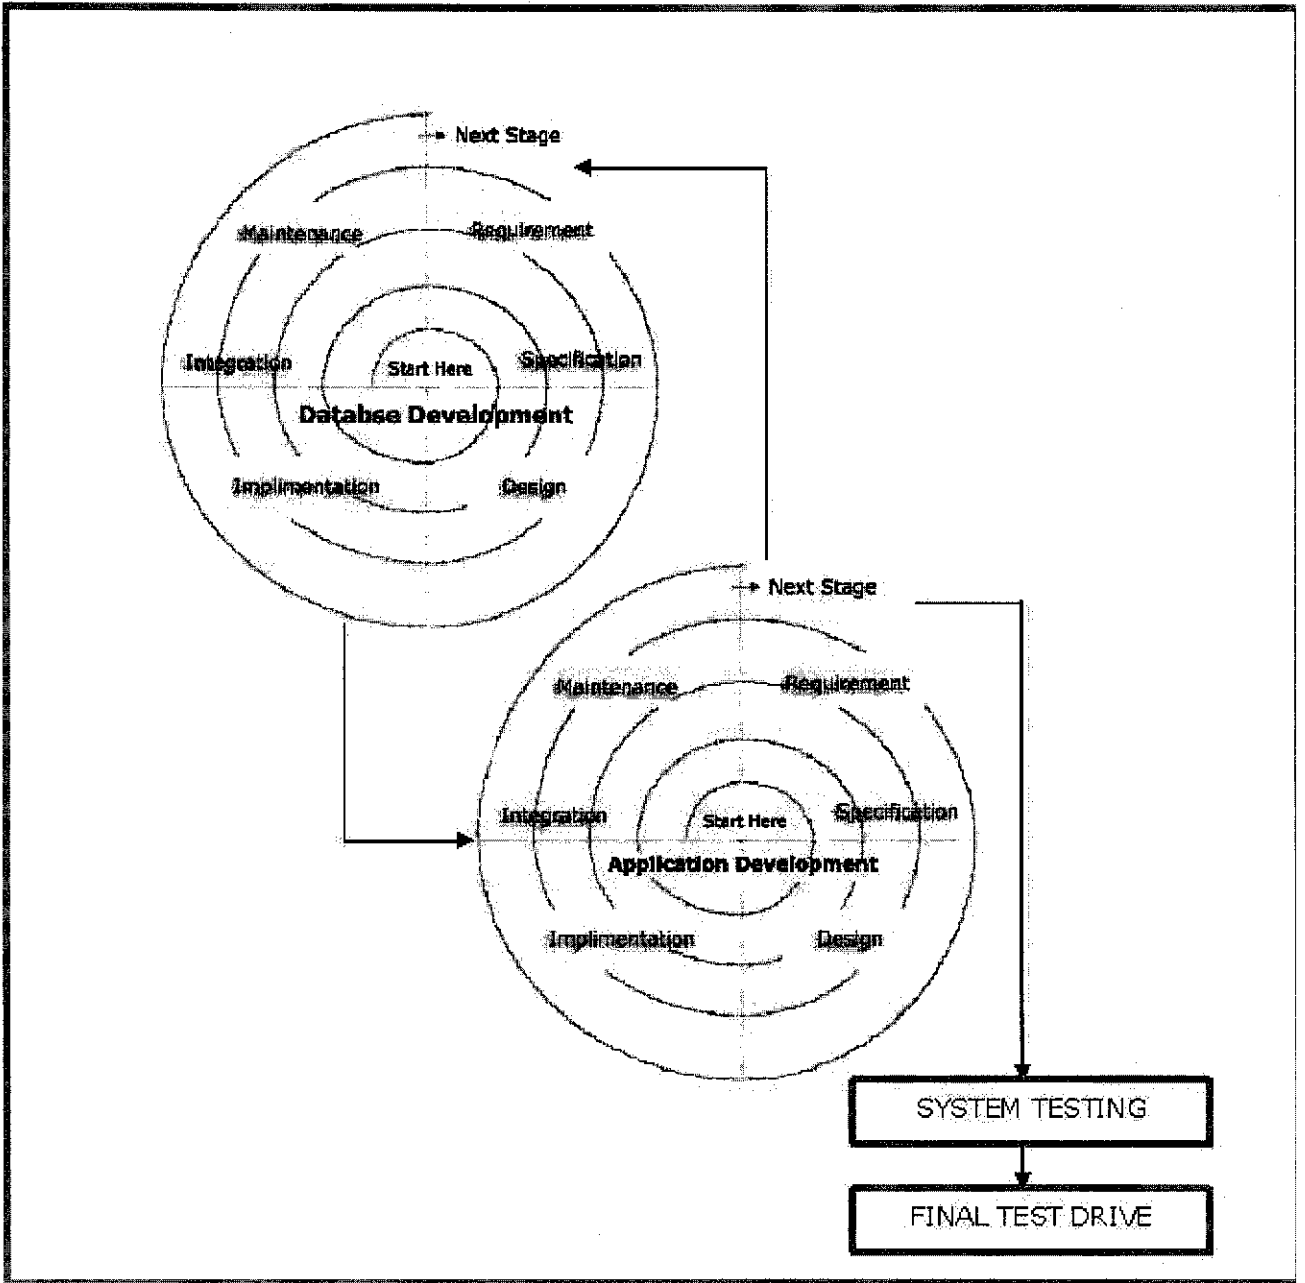 Next Stage
Maintenance
Requirement
Integration
Start Here
Specification
Databse Development
Implimentation
Design
Next Stage
Maintenance
Requirement
Integration
Start Here
Specification
Application Development
Implimentation
Design
SYSTEM TESTING
FINAL TEST DRIVE